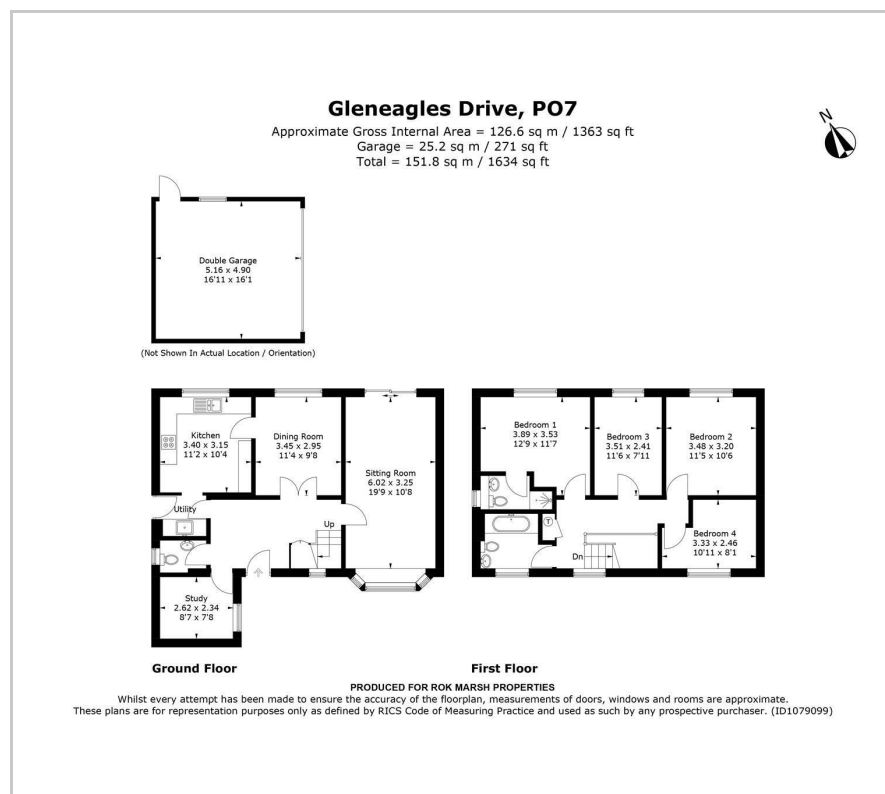 Gleneagles Drive, PO7
Approximate Gross Internal Area = 126.6 sq m / 1363 sq ft
Garage = 25.2 sq m / 271 sq ft
Total = 151.8 sq m / 1634 sq ft
N
Double Garage
5.16 x 4.90
16'11 x 16'1
(Not Shown In Actual Location / Orientation)
Kitchen
3.40 x 3.15
11'2 x 10'4
Dining Room
3.45 x 2.95
11'4 x 9'8
Sitting Room
6.02 x 3.25
19'9 x 10'8
Utility
Up
Study
2.62 x 2.34
8'7 x 7'8
Ground Floor
Bedroom 1
3.89 x 3.53
12'9 x 11'7
Bedroom 3
3.51 x 2.41
11'6 x 7'11
Bedroom 2
3.48 x 3.20
11'5 x 10'6
T
Dn
Bedroom 4
3.33 x 2.46
10'11 x 8'1
First Floor
PRODUCED FOR ROK MARSH PROPERTIES
Whilst every attempt has been made to ensure the accuracy of the floorplan, measurements of doors, windows and rooms are approximate.
These plans are for representation purposes only as defined by RICS Code of Measuring Practice and used as such by any prospective purchaser. (ID1079099)